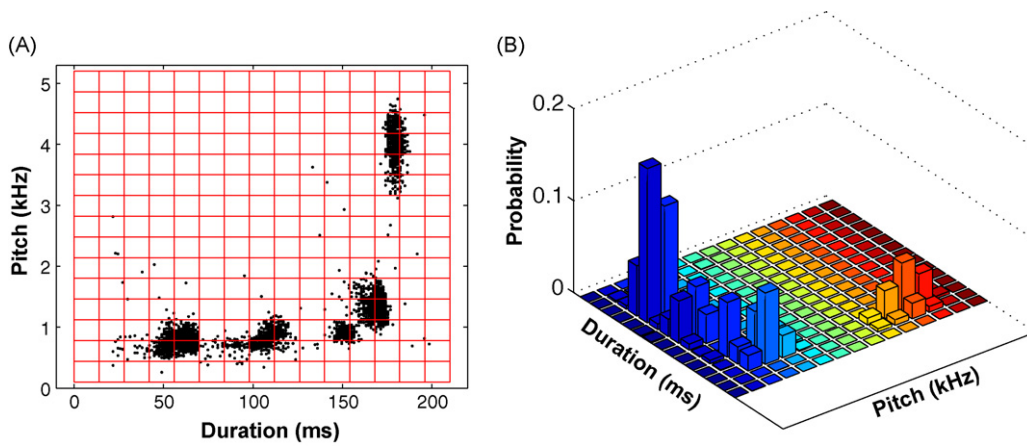 (A)
Pitch (kHz)
5
4
3
2
1
0
0
50
100
150
200
Duration (ms)
(B)
Probability
0.2
0.1
0
Duration (ms)
Pitch (kHz)